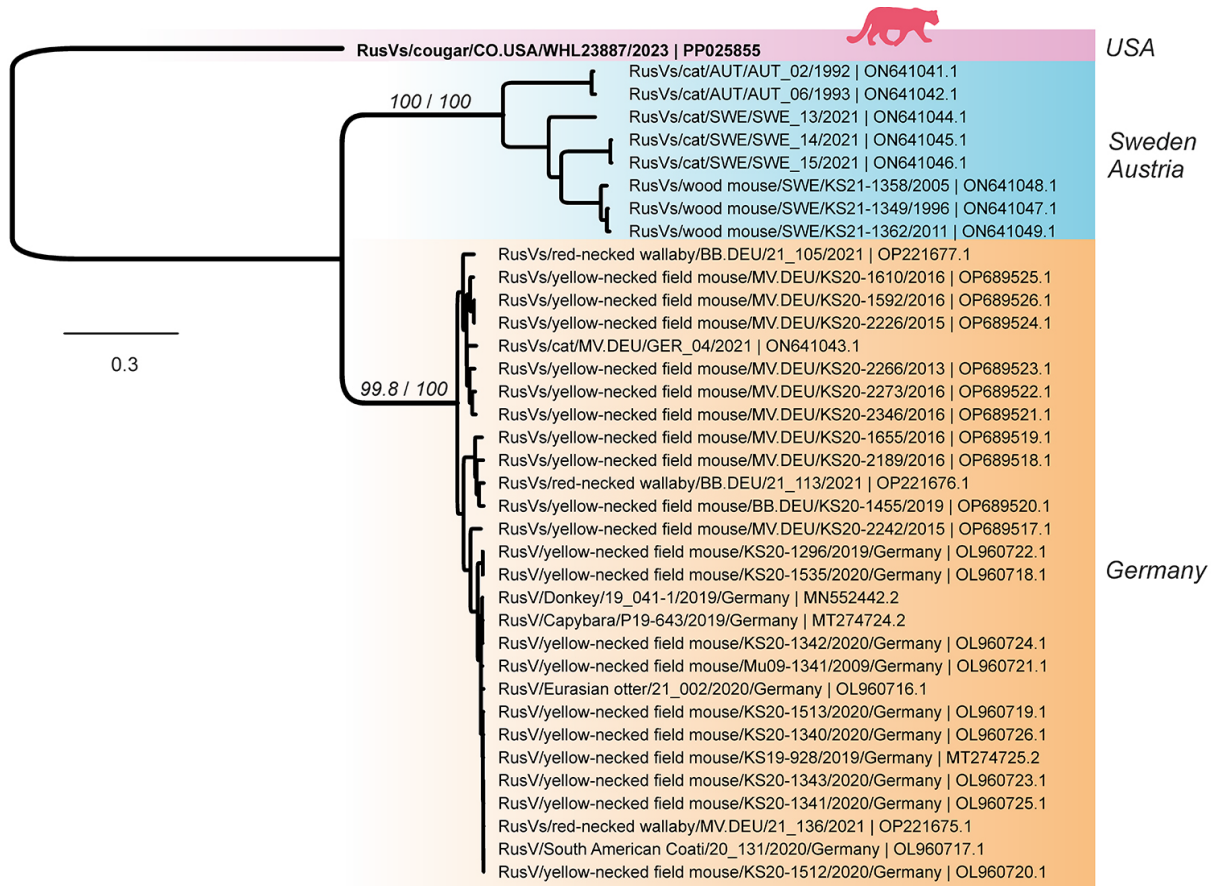 RusVs/cougar/CO.USA/WHL23887/2023 | PP025855
USA
RusVs/cat/AUT/AUT_02/1992 | ON641041.1
RusVs/cat/AUT/AUT_06/1993 | ON641042.1
100 / 100
RusVs/cat/SWE/SWE_13/2021 | ON641044.1
RusVs/cat/SWE/SWE_14/2021 | ON641045.1
RusVs/cat/SWE/SWE_15/2021 | ON641046.1
Sweden
Austria
RusVs/wood mouse/SWE/KS21-1358/2005 | ON641048.1
RusVs/wood mouse/SWE/KS21-1349/1996 | ON641047.1
RusVs/wood mouse/SWE/KS21-1362/2011 | ON641049.1
RusVs/red-necked wallaby/BB.DEU/21_105/2021 | OP221677.1
RusVs/yellow-necked field mouse/MV.DEU/KS20-1610/2016 | OP689525.1
RusVs/yellow-necked field mouse/MV.DEU/KS20-1592/2016 | OP689526.1
RusVs/yellow-necked field mouse/MV.DEU/KS20-2226/2015 | OP689524.1
RusVs/cat/MV.DEU/GER_04/2021 | ON641043.1
0.3
RusVs/yellow-necked field mouse/MV.DEU/KS20-2266/2013 | OP689523.1
99.8 / 100
RusVs/yellow-necked field mouse/MV.DEU/KS20-2273/2016 | OP689522.1
RusVs/yellow-necked field mouse/MV.DEU/KS20-2346/2016 | OP689521.1
RusVs/yellow-necked field mouse/MV.DEU/KS20-1655/2016 | OP689519.1
RusVs/yellow-necked field mouse/MV.DEU/KS20-2189/2016 | OP689518.1
RusVs/red-necked wallaby/BB.DEU/21_113/2021 | OP221676.1
RusVs/yellow-necked field mouse/BB.DEU/KS20-1455/2019 | OP689520.1
RusVs/yellow-necked field mouse/MV.DEU/KS20-2242/2015 | OP689517.1
RusV/yellow-necked field mouse/KS20-1296/2019/Germany | OL960722.1
RusV/yellow-necked field mouse/KS20-1535/2020/Germany | OL960718.1
Germany
RusV/Donkey/19_041-1/2019/Germany | MN552442.2
RusV/Capybara/P19-643/2019/Germany | MT274724.2
RusV/yellow-necked field mouse/KS20-1342/2020/Germany | OL960724.1
RusV/yellow-necked field mouse/Mu09-1341/2009/Germany | OL960721.1
RusV/Eurasian otter/21_002/2020/Germany | OL960716.1
RusV/yellow-necked field mouse/KS20-1513/2020/Germany | OL960719.1
RusV/yellow-necked field mouse/KS20-1340/2020/Germany | OL960726.1
RusV/yellow-necked field mouse/KS19-928/2019/Germany | MT274725.2
RusV/yellow-necked field mouse/KS20-1343/2020/Germany | OL960723.1
RusV/yellow-necked field mouse/KS20-1341/2020/Germany | OL960725.1
RusVs/red-necked wallaby/MV.DEU/21_136/2021 | OP221675.1
RusV/South American Coati/20_131/2020/Germany | OL960717.1
RusV/yellow-necked field mouse/KS20-1512/2020/Germany | OL960720.1